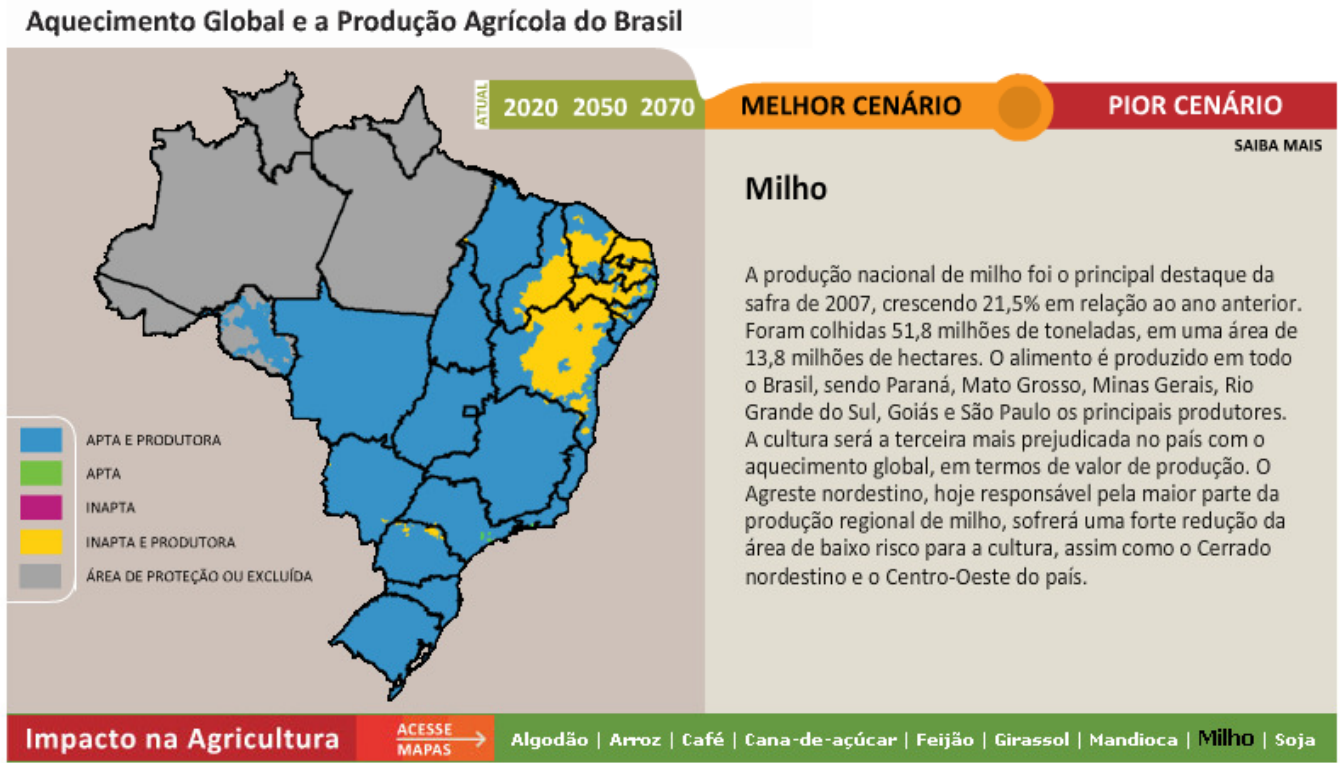 Aquecimento Global e a Produção Agrícola do Brasil
ATUAL
2020 2050 2070
MELHOR CENÁRIO
PIOR CENÁRIO
SAIBA MAIS
Milho
A produção nacional de milho foi o principal destaque da
safra de 2007, crescendo 21,5% em relação ao ano anterior.
Foram colhidas 51,8 milhões de toneladas, em uma área de
13,8 milhões de hectares. O alimento é produzido em todo
o Brasil, sendo Paraná, Mato Grosso, Minas Gerais, Rio
Grande do Sul, Goiás e São Paulo os principais produtores.
A cultura será a terceira mais prejudicada no país com o
aquecimento global, em termos de valor de produção. O
Agreste nordestino, hoje responsável pela maior parte da
produção regional de milho, sofrerá uma forte redução da
área de baixo risco para a cultura, assim como o Cerrado
nordestino e o Centro-Oeste do país.
APTA E PRODUTORA
APTA
INAPTA
INAPTA E PRODUTORA
ÁREA DE PROTEÇÃO OU EXCLUÍDA
Impacto na Agricultura
ACESSE
MAPAS
Algodão | Arroz | Café | Cana-de-açúcar | Feijão | Girassol | Mandioca | Milho | Soja